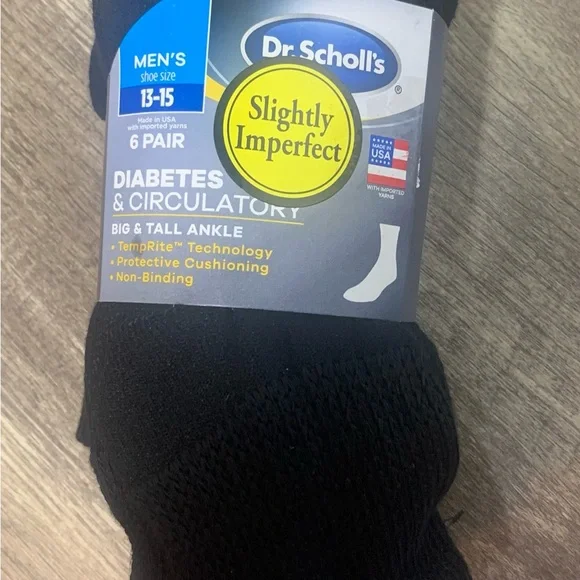 MEN'S
shoe size
13-15
Made in USA
with imported yarns
6 PAIR
Dr. Scholl's
®
Slightly
Imperfect
MADE IN
USA
WITH IMPORTED
YARNS
DIABETES
& CIRCULATORY
BIG & TALL ANKLE
• TempRite™ Technology
• Protective Cushioning
• Non-Binding